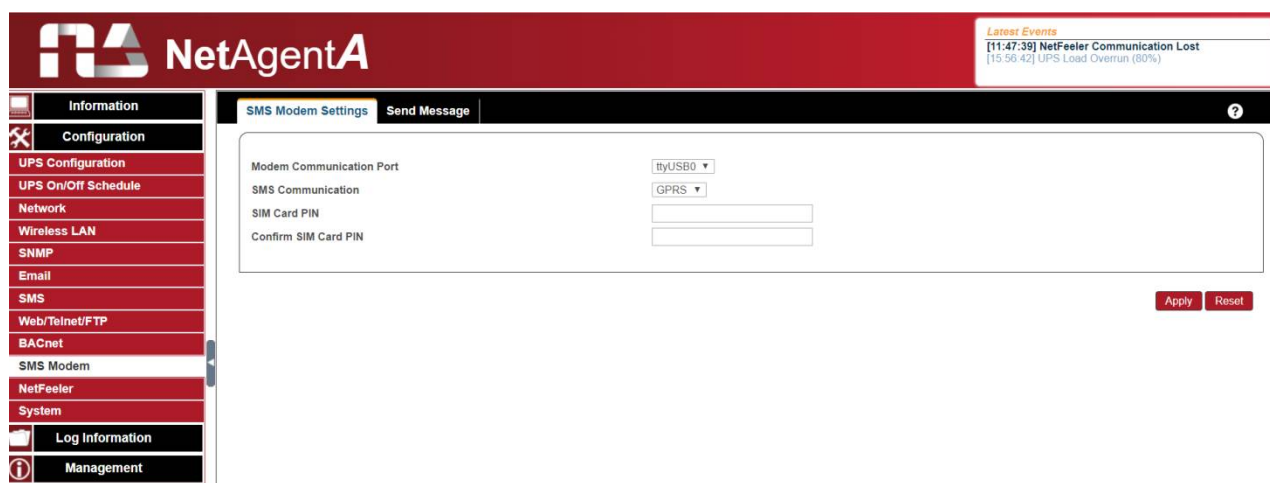 NetAgentA
Latest Events
[11:47:39] NetFeeler Communication Lost
[15:56:42] UPS Load Overrun (80%)
Information
Configuration
UPS Configuration
UPS On/Off Schedule
Network
Wireless LAN
SNMP
Email
SMS
Web/Telnet/FTP
BACnet
SMS Modem
NetFeeler
System
Log Information
Management
SMS Modem Settings Send Message ?
Modem Communication Port ttyUSB0
SMS Communication GPRS
SIM Card PIN
Confirm SIM Card PIN
Apply Reset